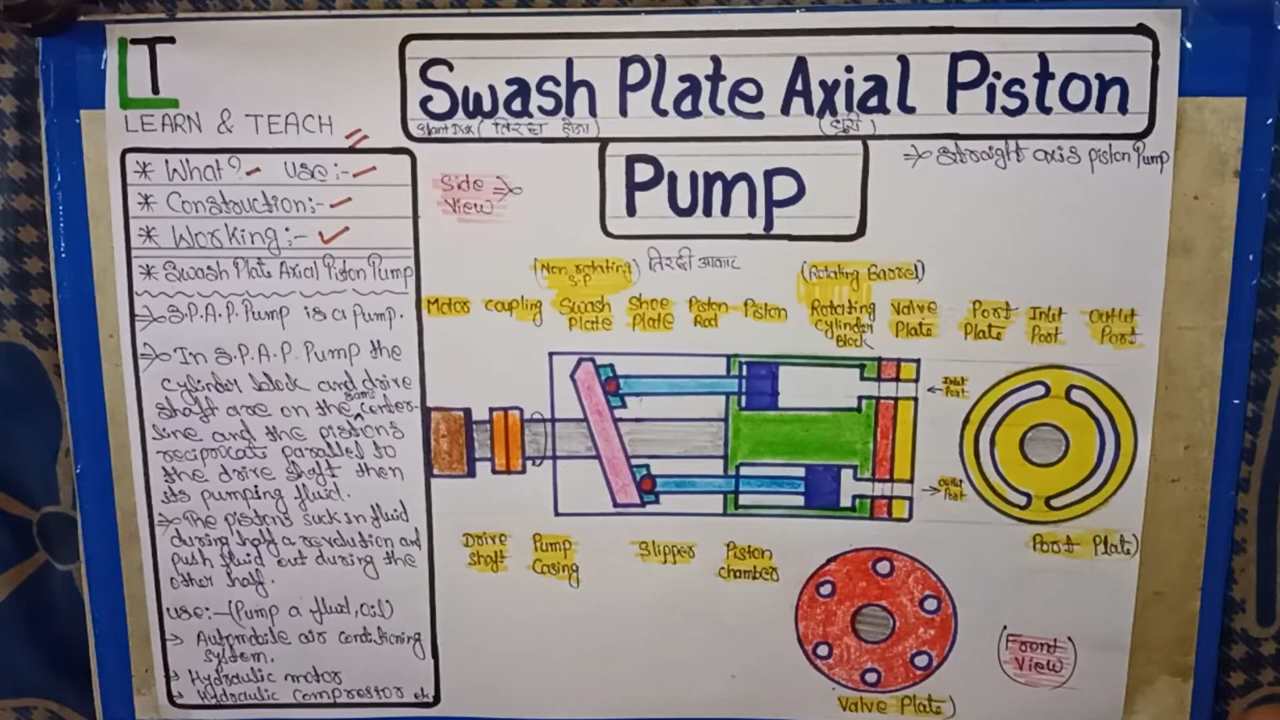 LT
LEARN & TEACH
Swash Plate Axial Piston
Slant Disk (तिरछा होना)
(धूरी)
Pump
=> straight axis piston Pump
Side =>
View
* What? Use:-
* Construction:-
* Working:-
* Swash Plate Axial Piston Pump
=> S.P.A.P. Pump is a Pump.
=> In S.P.A.P. Pump the
cylinder block and drive
shaft are on the same center-
line and the pistons
reciprocate parallel to
the drive shaft then
its pumping fluid.
=> The pistons suck in fluid
during half a revolution and
push fluid out during the
other half.
use:- (Pump a fluid, oil)
-> Automobile air conditioning
system.
-> Hydraulic motor
-> Hydraulic compressor etc
(Non rotating
S.P)
तिरछी आकार
(Rotating Barrel)
Motor Coupling Swash Plate Shoe Plate Piston Rod Piston Rotating Cylinder Block Valve Plate Port Plate Inlet Port Outlet Port
<- Inlet
Port
-> Outlet
Port
Port Plate)
Drive Shaft Pump Casing Slipper Piston Chamber
(Front
View)
Valve Plate)